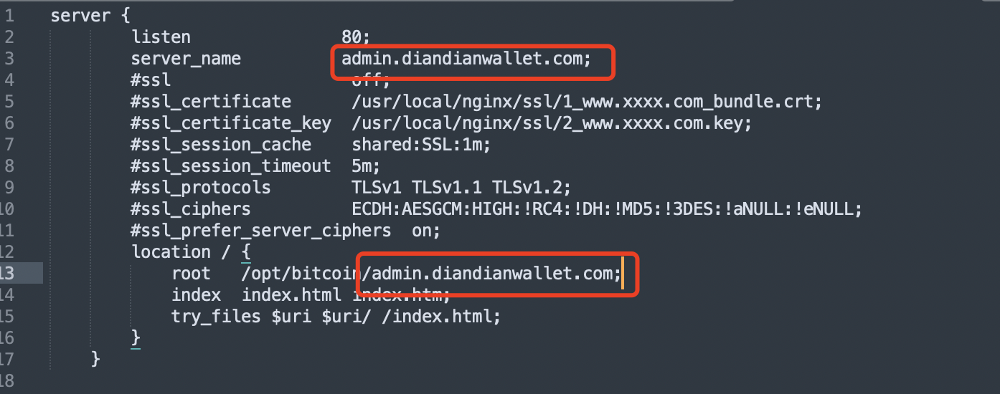 1 server {
2 listen 80;
3 server_name admin.diandianwallet.com;
4 #ssl off;
5 #ssl_certificate /usr/local/nginx/ssl/1_www.xxxx.com_bundle.crt;
6 #ssl_certificate_key /usr/local/nginx/ssl/2_www.xxxx.com.key;
7 #ssl_session_cache shared:SSL:1m;
8 #ssl_session_timeout 5m;
9 #ssl_protocols TLSv1 TLSv1.1 TLSv1.2;
10 #ssl_ciphers ECDH:AESGCM:HIGH:!RC4:!DH:!MD5:!3DES:!aNULL:!eNULL;
11 #ssl_prefer_server_ciphers on;
12 location / {
13 root /opt/bitcoin/admin.diandianwallet.com;
14 index index.html index.htm;
15 try_files $uri $uri/ /index.html;
16 }
17 }
18